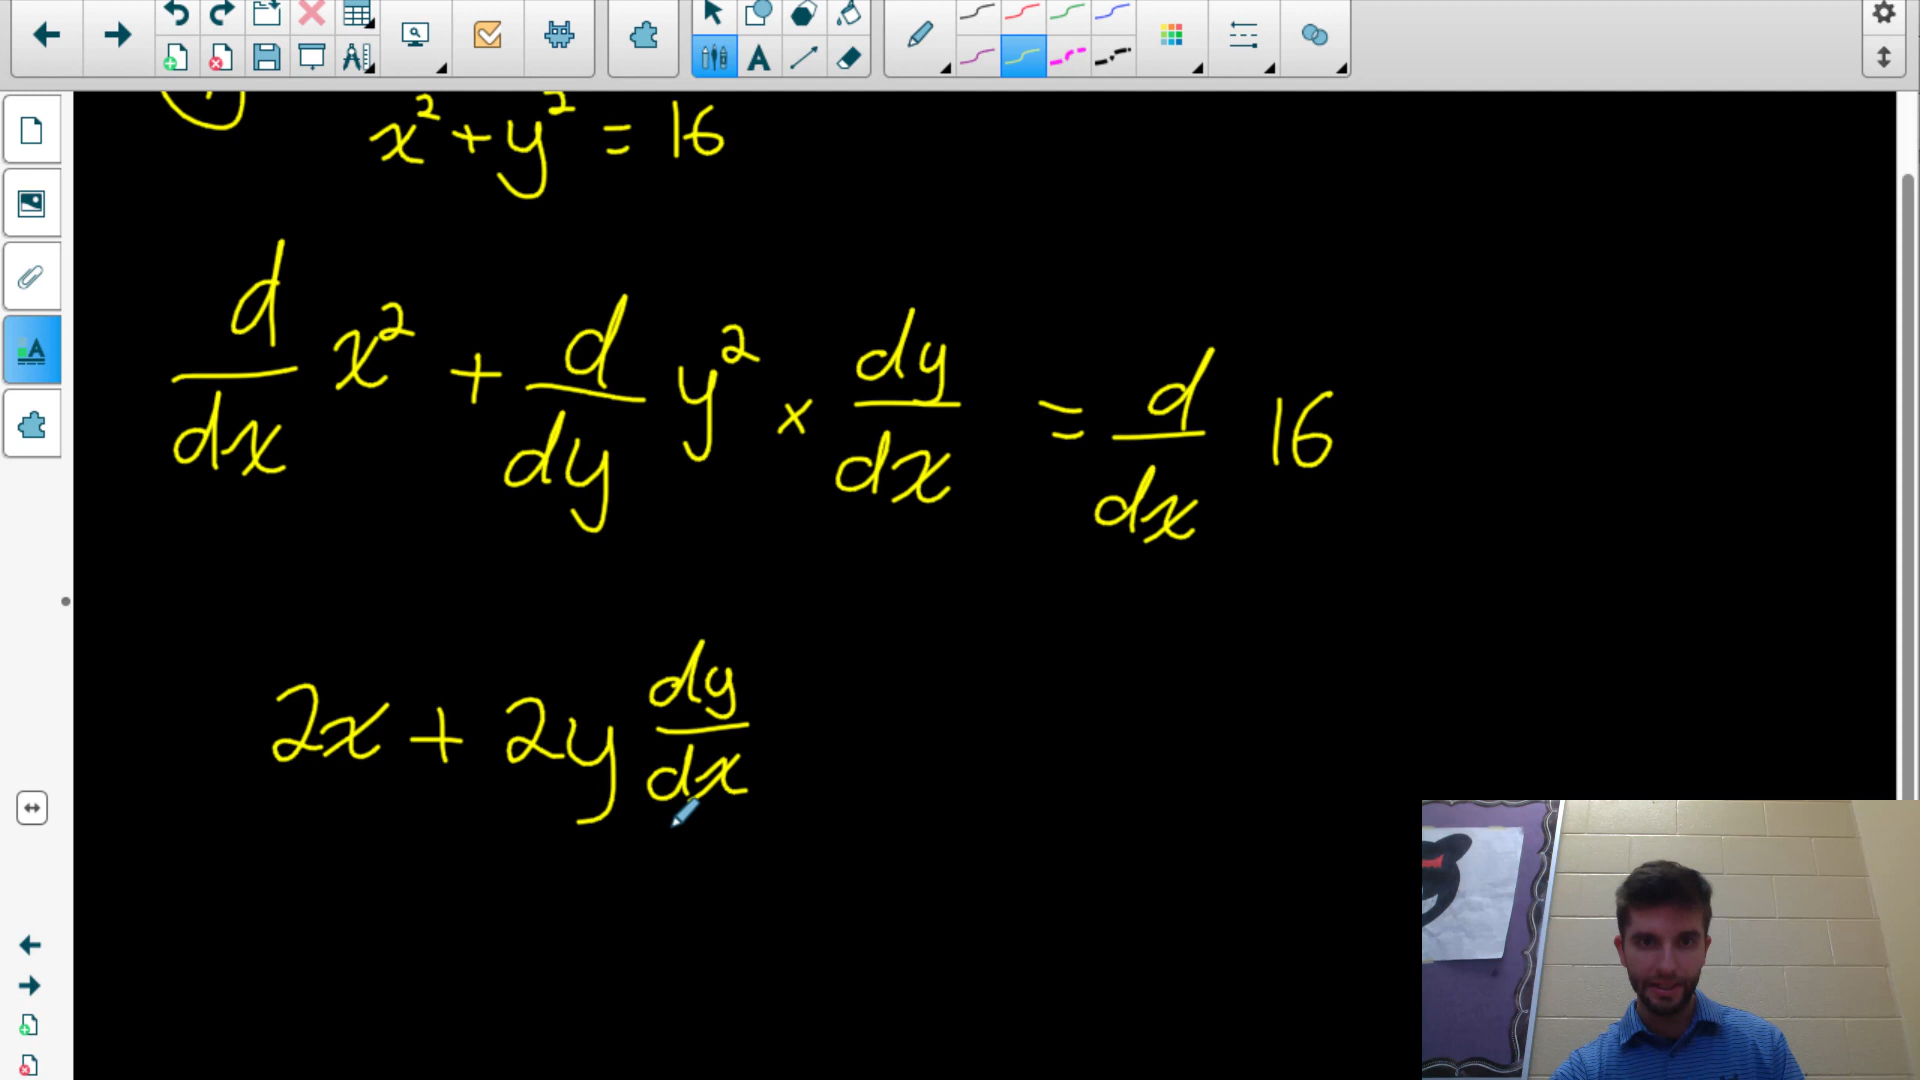 x² + y² = 16
d/dx x² + d/dy y² × dy/dx = d/dx 16
2x + 2y dy/dx